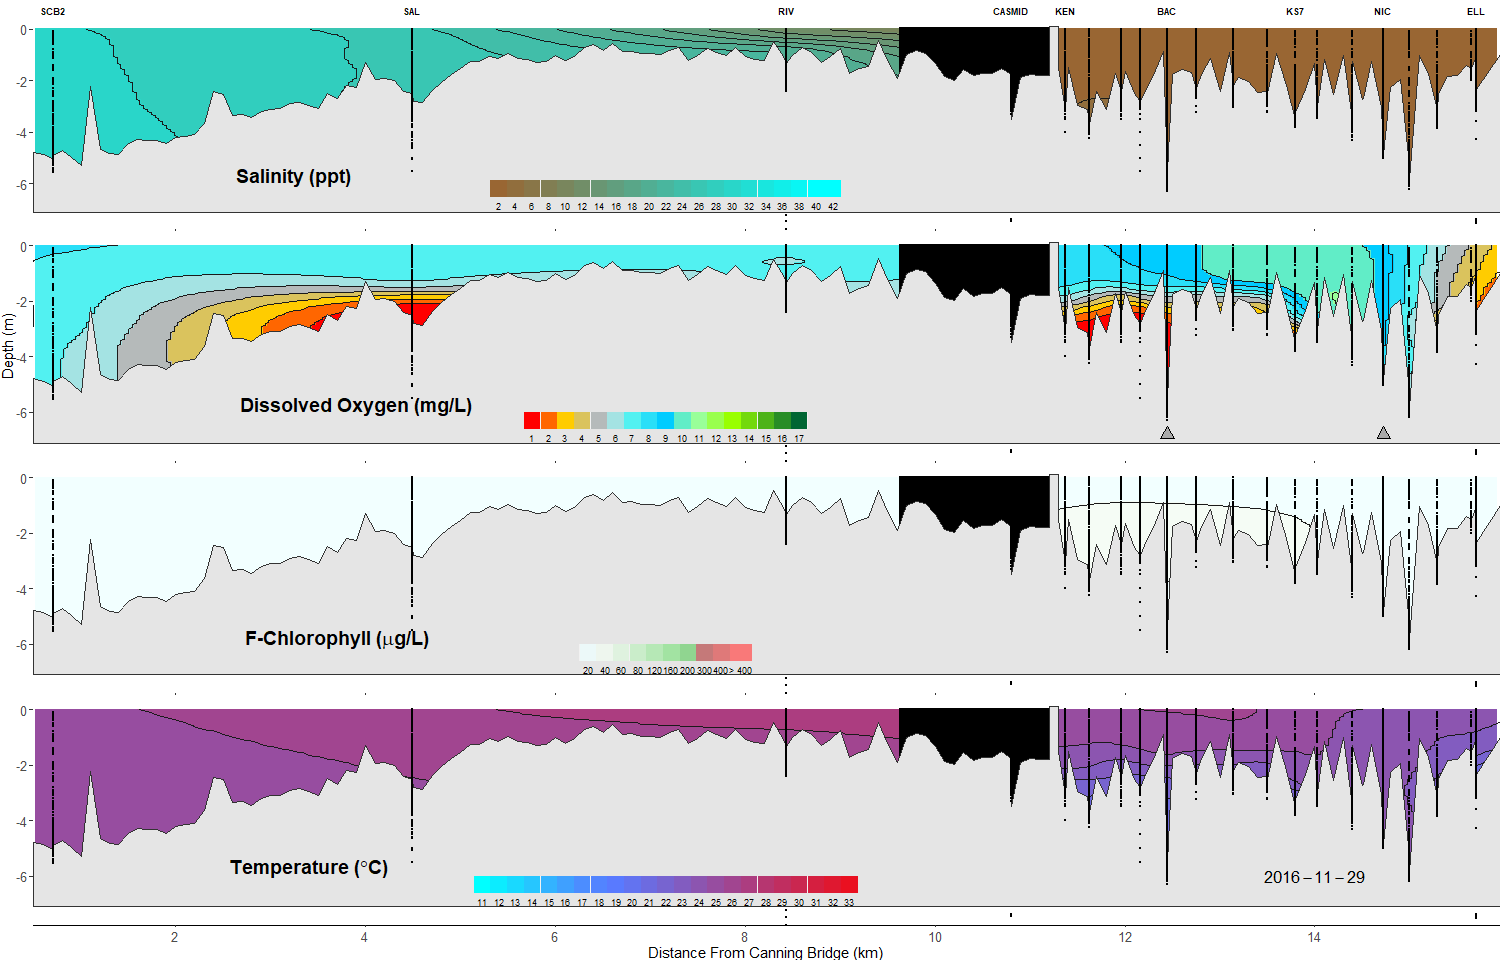 SCB2 SAL RIV CASMID KEN BAC KS7 NIC ELL
0
-2
-4
-6
Salinity (ppt)
2 4 6 8 10 12 14 16 18 20 22 24 26 28 30 32 34 36 38 40 42
0
-2
-4
-6
Depth (m)
Dissolved Oxygen (mg/L)
1 2 3 4 5 6 7 8 9 10 11 12 13 14 15 16 17
0
-2
-4
-6
F-Chlorophyll (µg/L)
20 40 60 80 120 160 200 300 400 > 400
0
-2
-4
-6
Temperature (°C)
2016-11-29
11 12 13 14 15 16 17 18 19 20 21 22 23 24 25 26 27 28 29 30 31 32 33
2 4 6 8 10 12 14
Distance From Canning Bridge (km)